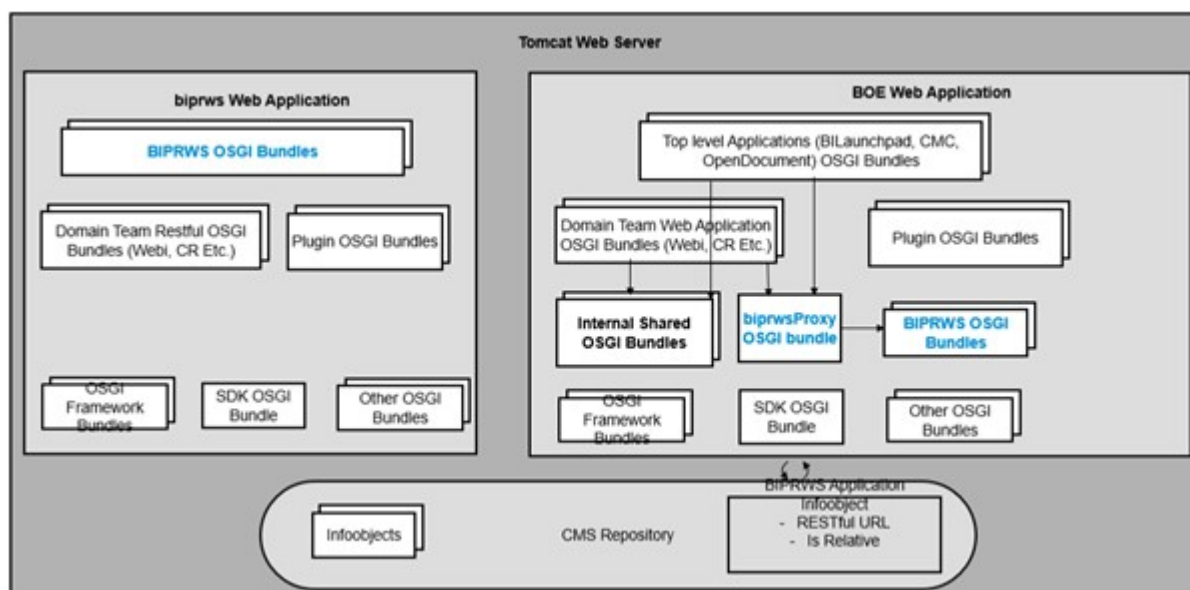 Tomcat Web Server
biprws Web Application
BIPRWS OSGI Bundles
Domain Team Restful OSGI
Bundles (Webi, CR Etc.)
Plugin OSGI Bundles
OSGI
Framework
Bundles
SDK OSGI
Bundle
Other OSGI
Bundles
BOE Web Application
Top level Applications (BILaunchpad, CMC,
OpenDocument) OSGI Bundles
Domain Team Web Application
OSGI Bundles (Webi, CR Etc.)
Plugin OSGI Bundles
Internal Shared
OSGI Bundles
biprwsProxy
OSGI bundle
BIPRWS OSGI
Bundles
OSGI
Framework
Bundles
SDK OSGI
Bundle
Other OSGI
Bundles
Infoobjects
CMS Repository
BIPRWS Application
Infoobject
- RESTful URL
- Is Relative